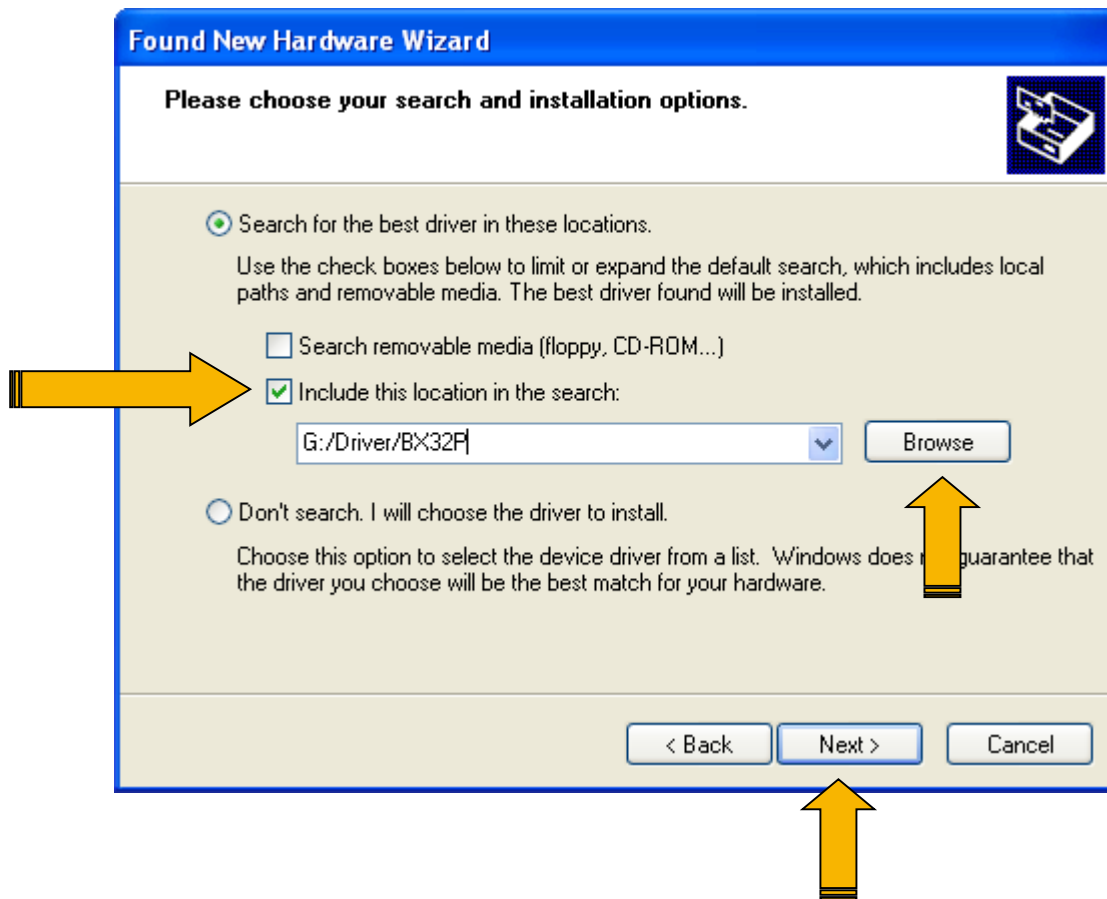 Found New Hardware Wizard
Please choose your search and installation options.
Search for the best driver in these locations.
Use the check boxes below to limit or expand the default search, which includes local
paths and removable media. The best driver found will be installed.
Search removable media (floppy, CD-ROM...)
Include this location in the search:
G:/Driver/BX32P
Browse
Don't search. I will choose the driver to install.
Choose this option to select the device driver from a list. Windows does guarantee that
the driver you choose will be the best match for your hardware.
< Back
Next >
Cancel